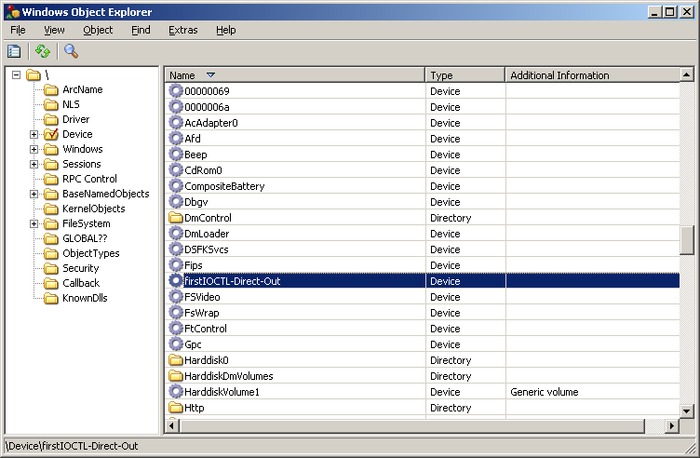 Windows Object Explorer
File View Object Find Extras Help
\
ArcName
NLS
Driver
Device
Windows
Sessions
RPC Control
BaseNamedObjects
KernelObjects
FileSystem
GLOBAL??
ObjectTypes
Security
Callback
KnownDlls
Name Type Additional Information
00000069 Device
0000006a Device
AcAdapter0 Device
Afd Device
Beep Device
CdRom0 Device
CompositeBattery Device
Dbgv Device
DmControl Directory
DmLoader Device
DSFKSvcs Device
Fips Device
firstIOCTL-Direct-Out Device
FSVideo Device
FsWrap Device
FtControl Device
Gpc Device
Harddisk0 Directory
HarddiskDmVolumes Directory
HarddiskVolume1 Device Generic volume
Http Directory
\Device\firstIOCTL-Direct-Out